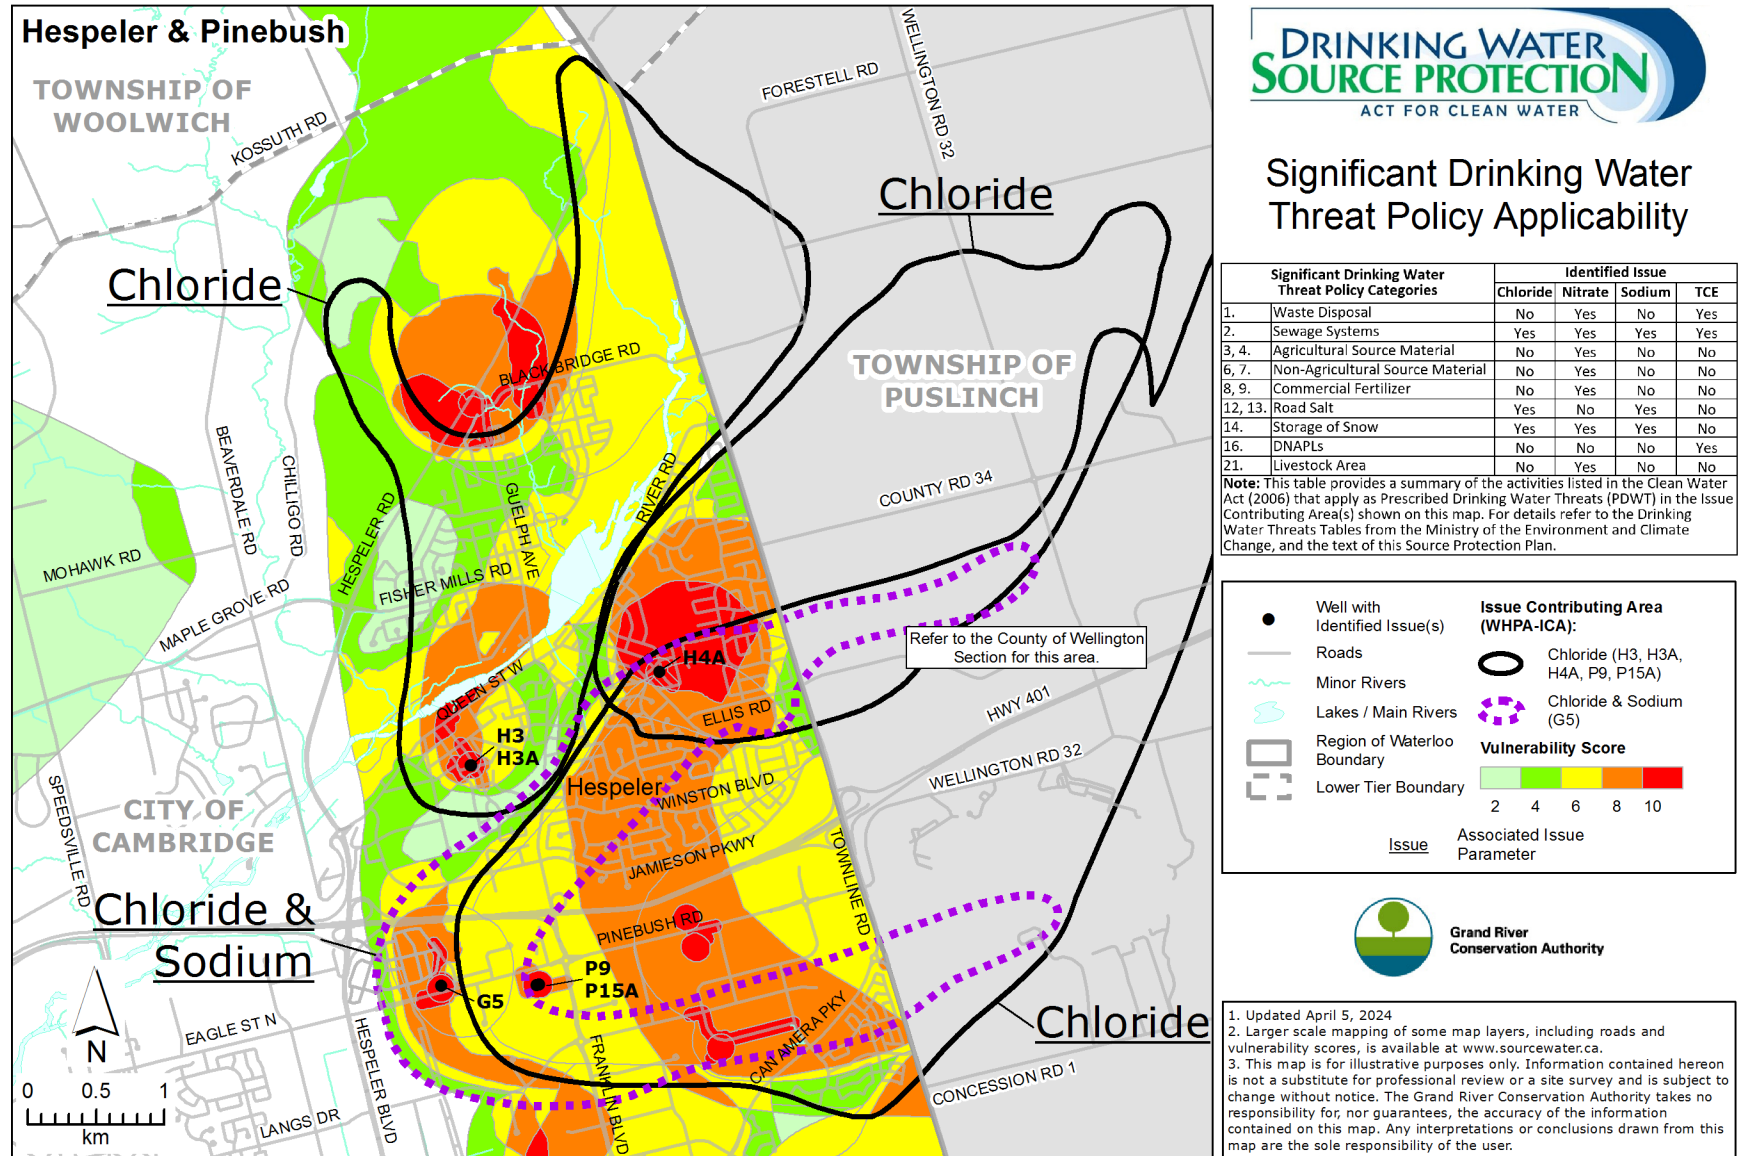 Hespeler & Pinebush
TOWNSHIP OF
WOOLWICH
KOSSUTH RD
FORESTELL RD
WELLINGTON RD 32
Chloride
Chloride
TOWNSHIP OF
PUSLINCH
BLACK BRIDGE RD
BEAVERDALE RD
CHILLIGO RD
HESPELER RD
GUELPH AVE
RIVER RD
COUNTY RD 34
MOHAWK RD
FISHER MILLS RD
MAPLE GROVE RD
Refer to the County of Wellington
Section for this area.
H4A
QUEEN ST W
ELLIS RD
HWY 401
H3
H3A
WELLINGTON RD 32
Hespeler
WINSTON BLVD
SPEEDSVILLE RD
CITY OF
CAMBRIDGE
JAMIESON PKWY
TOWNLINE RD
Chloride &
Sodium
PINEBUSH RD
P9
P15A
G5
CAN AMERA PKY
Chloride
EAGLE ST N
HESPELER BLVD
FRANKLIN BLVD
CONCESSION RD 1
LANGS DR
N
0 0.5 1
km
DRINKING WATER
SOURCE PROTECTION
ACT FOR CLEAN WATER
Significant Drinking Water
Threat Policy Applicability
Significant Drinking Water
Threat Policy Categories
Identified Issue
Chloride Nitrate Sodium TCE
1. Waste Disposal No Yes No Yes
2. Sewage Systems Yes Yes Yes Yes
3, 4. Agricultural Source Material No Yes No No
6, 7. Non-Agricultural Source Material No Yes No No
8, 9. Commercial Fertilizer No Yes No No
12, 13. Road Salt Yes No Yes No
14. Storage of Snow Yes Yes Yes No
16. DNAPLs No No No Yes
21. Livestock Area No Yes No No
Note: This table provides a summary of the activities listed in the Clean Water
Act (2006) that apply as Prescribed Drinking Water Threats (PDWT) in the Issue
Contributing Area(s) shown on this map. For details refer to the Drinking
Water Threats Tables from the Ministry of the Environment and Climate
Change, and the text of this Source Protection Plan.
Well with
Identified Issue(s)
Roads
Minor Rivers
Lakes / Main Rivers
Region of Waterloo
Boundary
Lower Tier Boundary
Issue Contributing Area
(WHPA-ICA):
Chloride (H3, H3A,
H4A, P9, P15A)
Chloride & Sodium
(G5)
Vulnerability Score
2 4 6 8 10
Issue
Associated Issue
Parameter
Grand River
Conservation Authority
1. Updated April 5, 2024
2. Larger scale mapping of some map layers, including roads and
vulnerability scores, is available at www.sourcewater.ca.
3. This map is for illustrative purposes only. Information contained hereon
is not a substitute for professional review or a site survey and is subject to
change without notice. The Grand River Conservation Authority takes no
responsibility for, nor guarantees, the accuracy of the information
contained on this map. Any interpretations or conclusions drawn from this
map are the sole responsibility of the user.